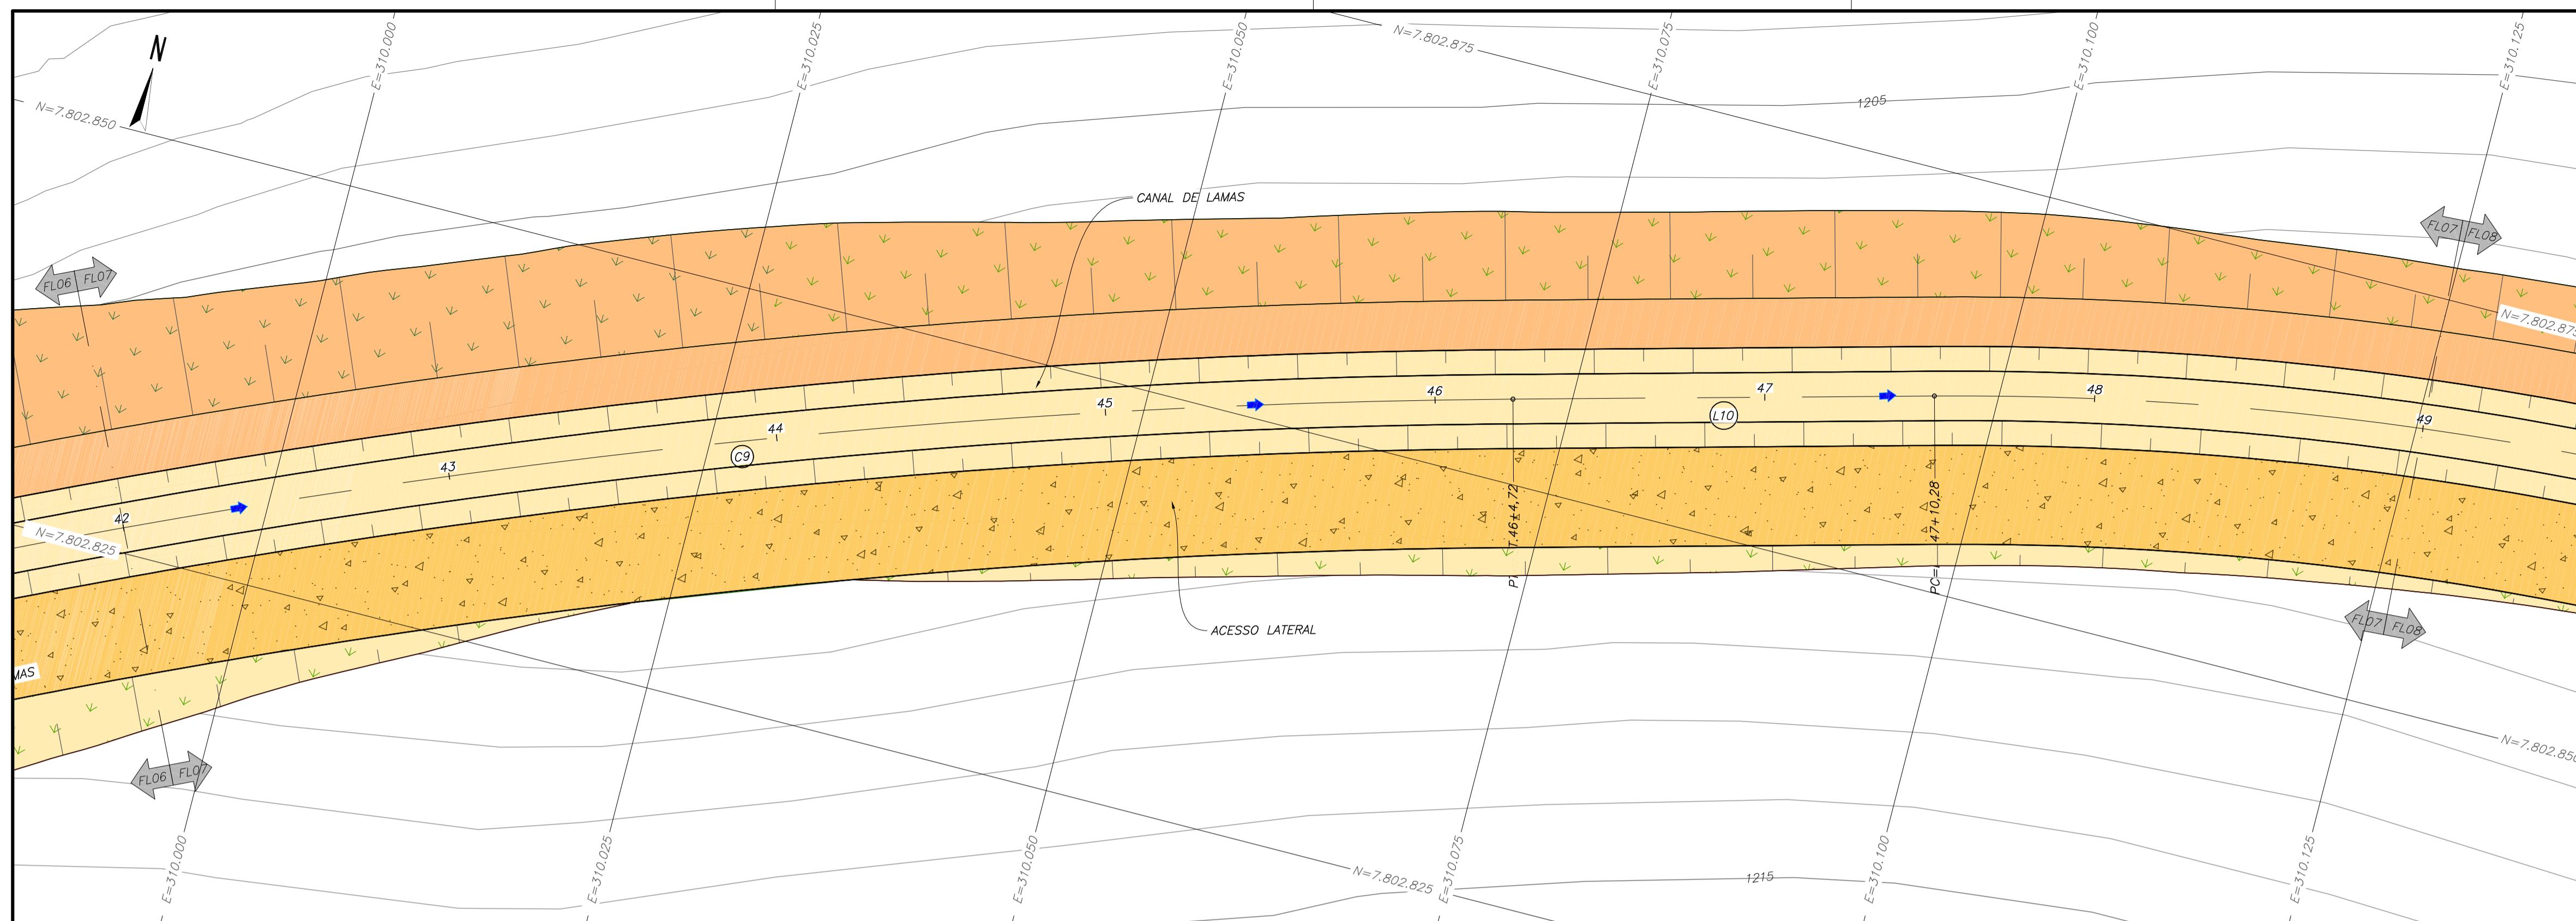 E=310.000
E=310.025
E=310.050
E=310.075
E=310.100
E=310.125
N
N=7.802.875
N=7.802.850
1205
CANAL DE LAMAS
FL07
FL08
FL06
FL07
N=7.802.875
46
47
48
45
L10
49
44
C9
43
42
N=7.802.825
T.46+4,72
47+10,28
ACESSO LATERAL
FL07
FL08
MAS
N=7.802.850
FL06
FL07
E=310.000
E=310.025
E=310.050
E=310.075
E=310.100
E=310.125
N=7.802.825
1215